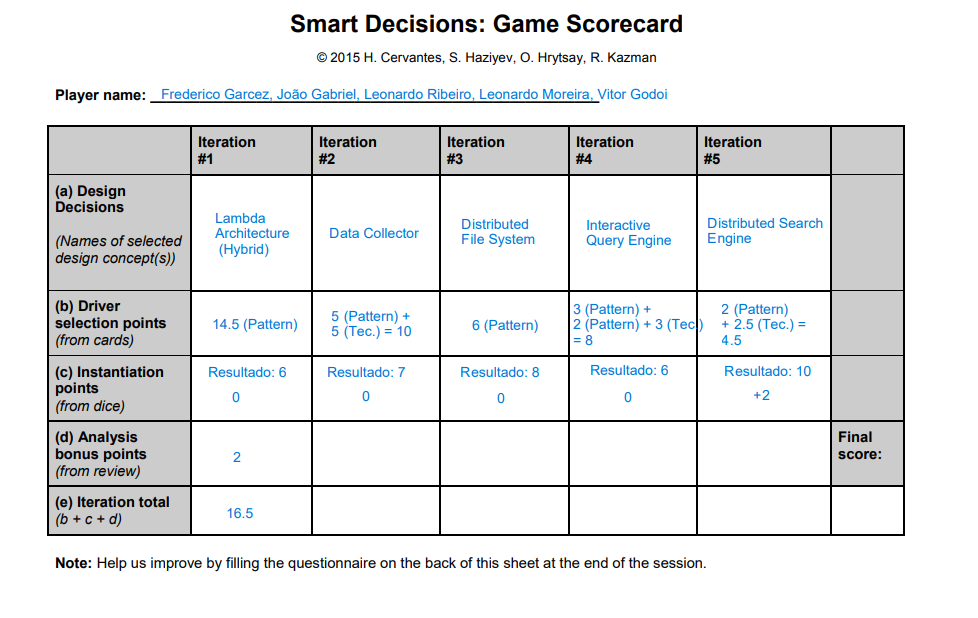 Smart Decisions: Game Scorecard
© 2015 H. Cervantes, S. Haziyev, O. Hrytsay, R. Kazman
Player name: Frederico Garcez, João Gabriel, Leonardo Ribeiro, Leonardo Moreira, Vitor Godoi
Iteration
#1
Iteration
#2
Iteration
#3
Iteration
#4
Iteration
#5
(a) Design
Decisions
(Names of selected
design concept(s))
Lambda
Architecture
(Hybrid)
Data Collector
Distributed
File System
Interactive
Query Engine
Distributed Search
Engine
(b) Driver
selection points
(from cards)
14.5 (Pattern)
5 (Pattern) +
5 (Tec.) = 10
6 (Pattern)
3 (Pattern) +
2 (Pattern) + 3 (Tec.)
= 8
2 (Pattern)
+ 2.5 (Tec.) =
4.5
(c) Instantiation
points
(from dice)
Resultado: 6
0
Resultado: 7
0
Resultado: 8
0
Resultado: 6
0
Resultado: 10
+2
(d) Analysis
bonus points
(from review)
2
Final
score:
(e) Iteration total
(b + c + d)
16.5
Note: Help us improve by filling the questionnaire on the back of this sheet at the end of the session.